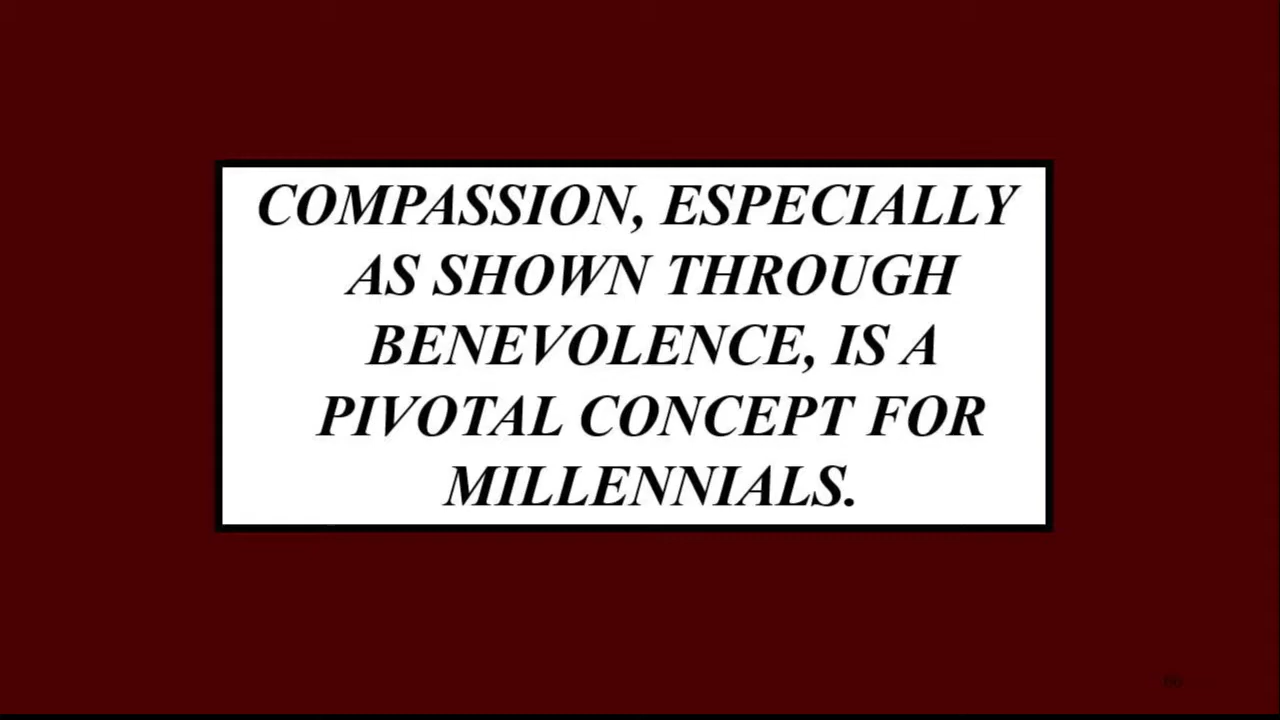 COMPASSION, ESPECIALLY
AS SHOWN THROUGH
BENEVOLENCE, IS A
PIVOTAL CONCEPT FOR
MILLENNIALS.